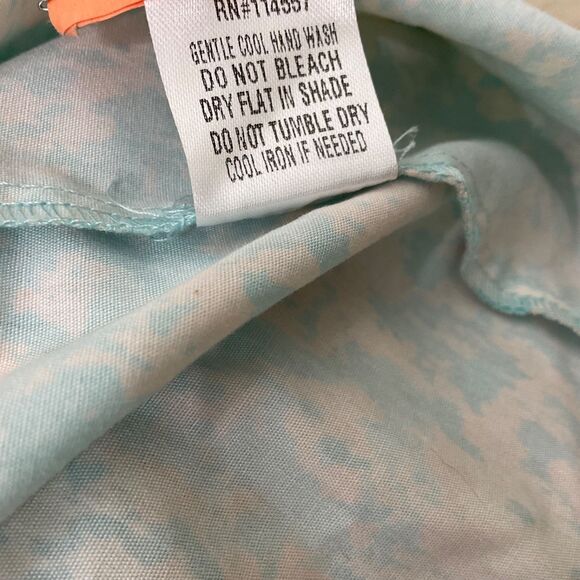 RN#114557
GENTLE COOL HAND WASH
DO NOT BLEACH
DRY FLAT IN SHADE
DO NOT TUMBLE DRY
COOL IRON IF NEEDED